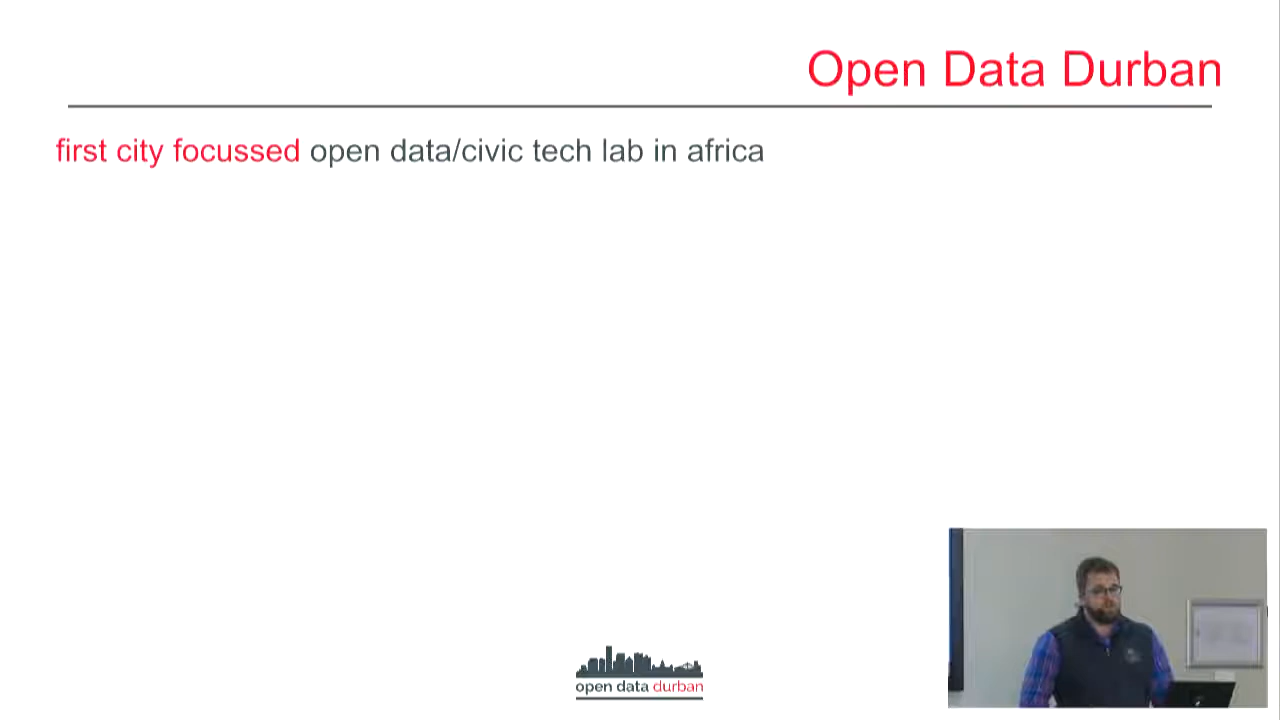 Open Data Durban
first city focussed open data/civic tech lab in africa
open data durban